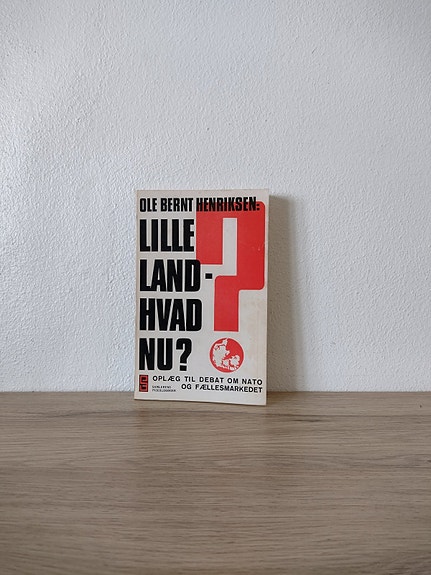 OLE BERNT HENRIKSEN:
LILLE
LAND-
HVAD
NU?
OPLÆG TIL DEBAT OM NATO
OG FÆLLESMARKEDET